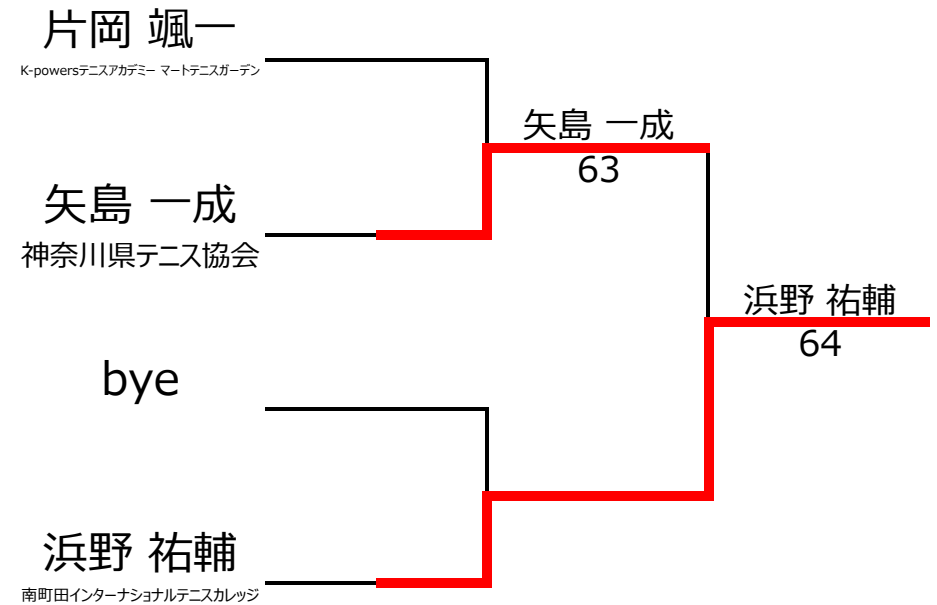 片岡 颯一
K-powersテニスアカデミー マートテニスガーデン
矢島 一成
63
矢島 一成
神奈川県テニス協会
浜野 祐輔
64
bye
浜野 祐輔
南町田インターナショナルテニスカレッジ